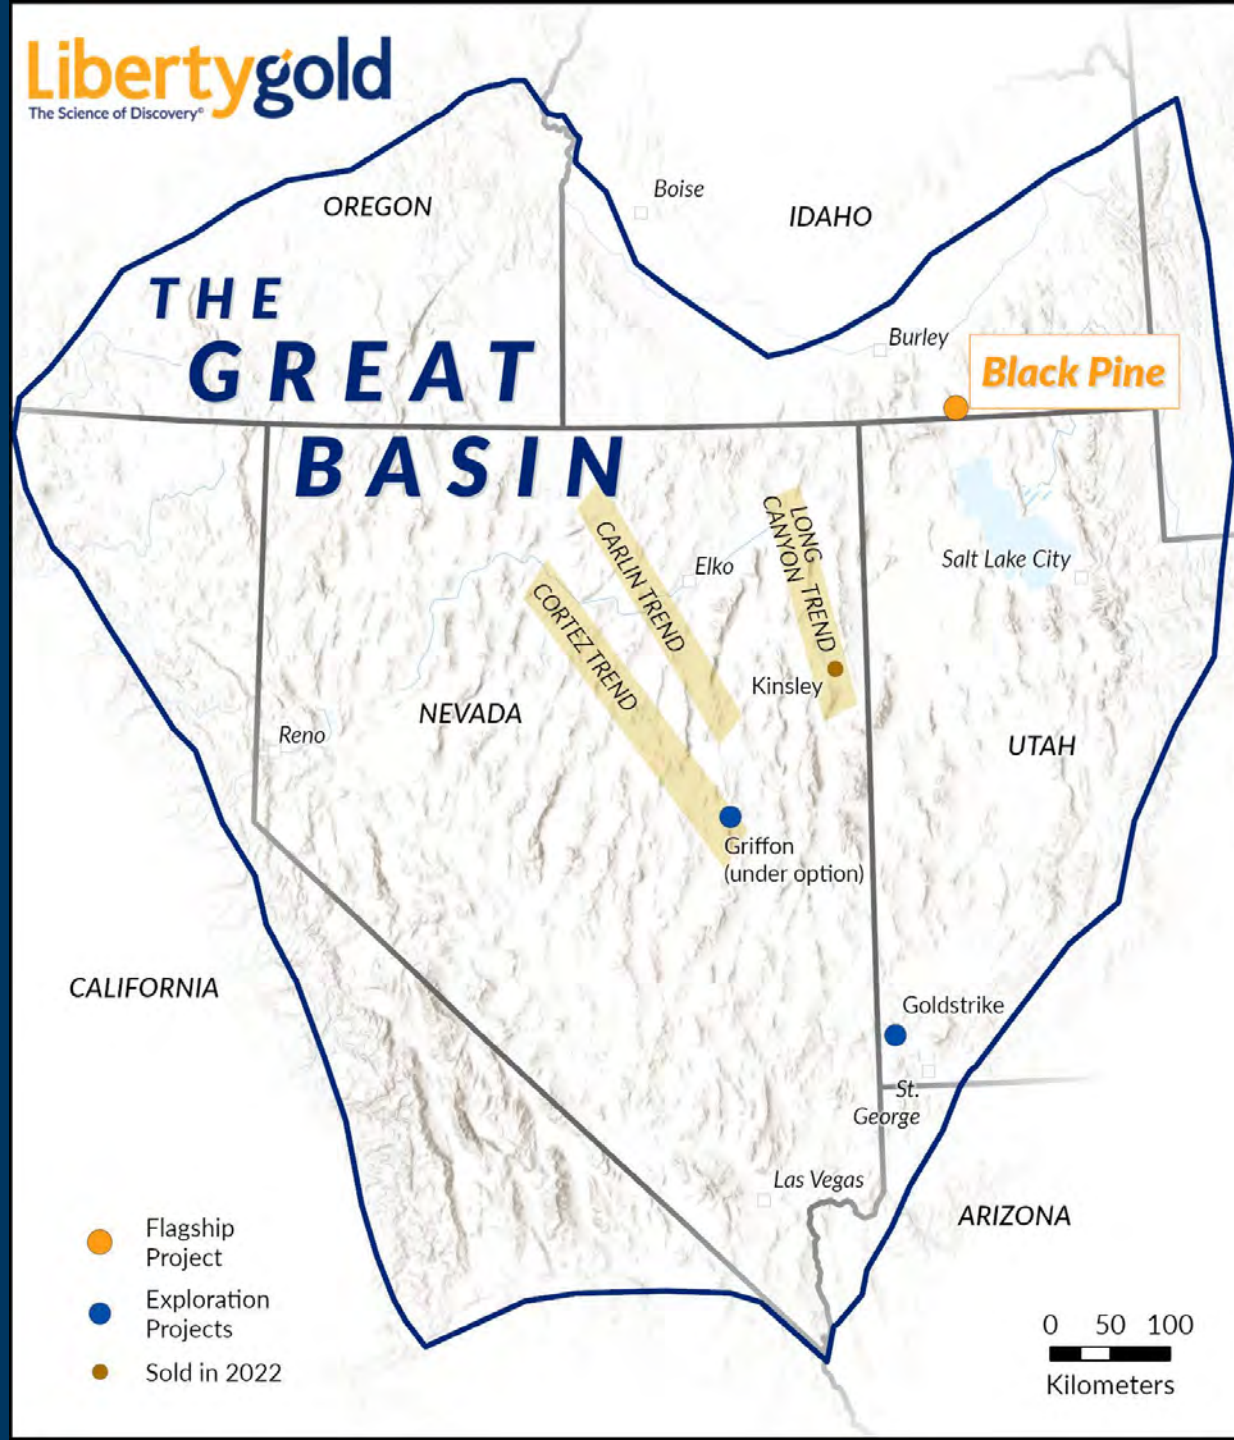 Libertygold
The Science of Discovery®
OREGON
Boise
IDAHO
THE
GREAT
BASIN
Burley
Black Pine
CARLIN TREND
CORTEZ TREND
LONG
CANYON TREND
Elko
Salt Lake City
Kinsley
NEVADA
Reno
UTAH
Griffon
(under option)
CALIFORNIA
Goldstrike
St.
George
Las Vegas
ARIZONA
Flagship
Project
Exploration
Projects
Sold in 2022
0 50 100
Kilometers